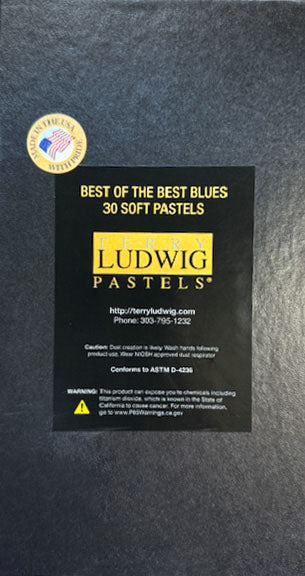 MADE IN THE USA
WITH PRIDE
BEST OF THE BEST BLUES
30 SOFT PASTELS
TERRY
LUDWIG
PASTELS®
http://terryludwig.com
Phone: 303-795-1232
Caution: Dust creation is likely. Wash hands following
product use. Wear NIOSH approved dust respirator
Conforms to ASTM D-4236
WARNING: This product can expose you to chemicals including
titanium dioxide, which is known in the State of
California to cause cancer. For more information,
go to www.P65Warnings.ca.gov